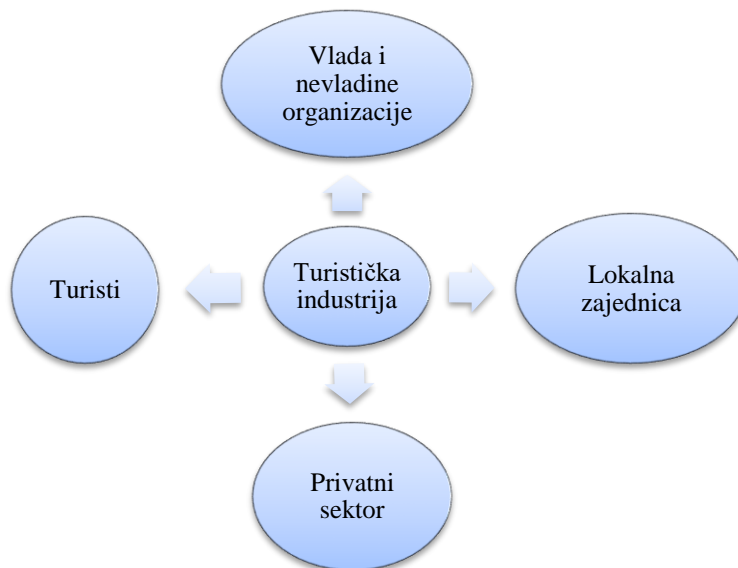 Vlada i
nevladine
organizacije
Turisti
Turistička
industrija
Lokalna
zajednica
Privatni
sektor